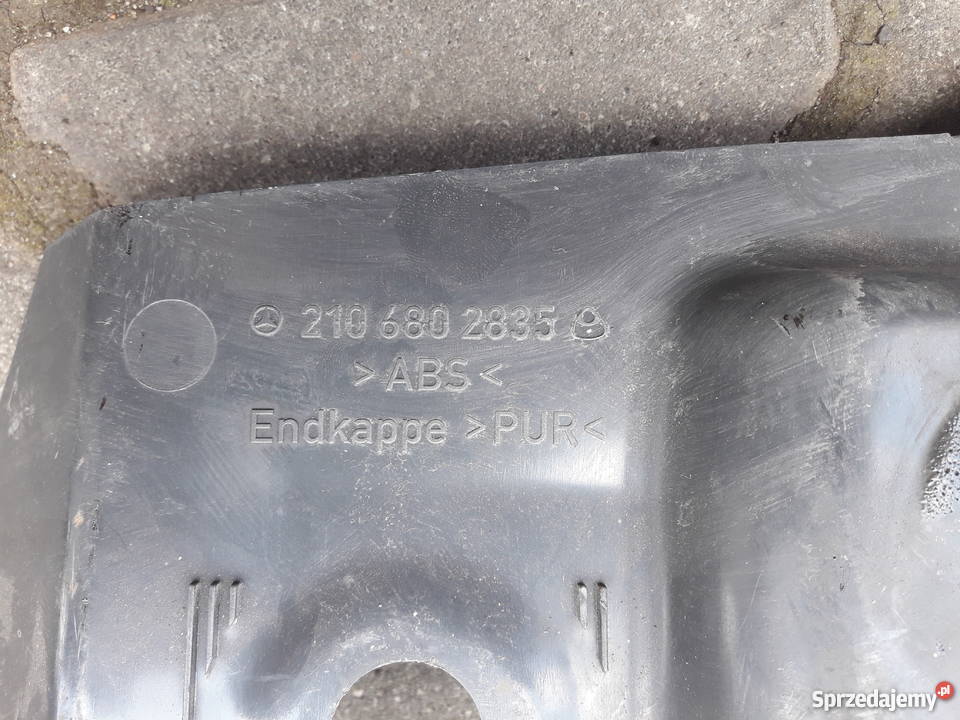 210 680 2835
>ABS<
Endkappe >PUR<
Sprzedajemy.pl